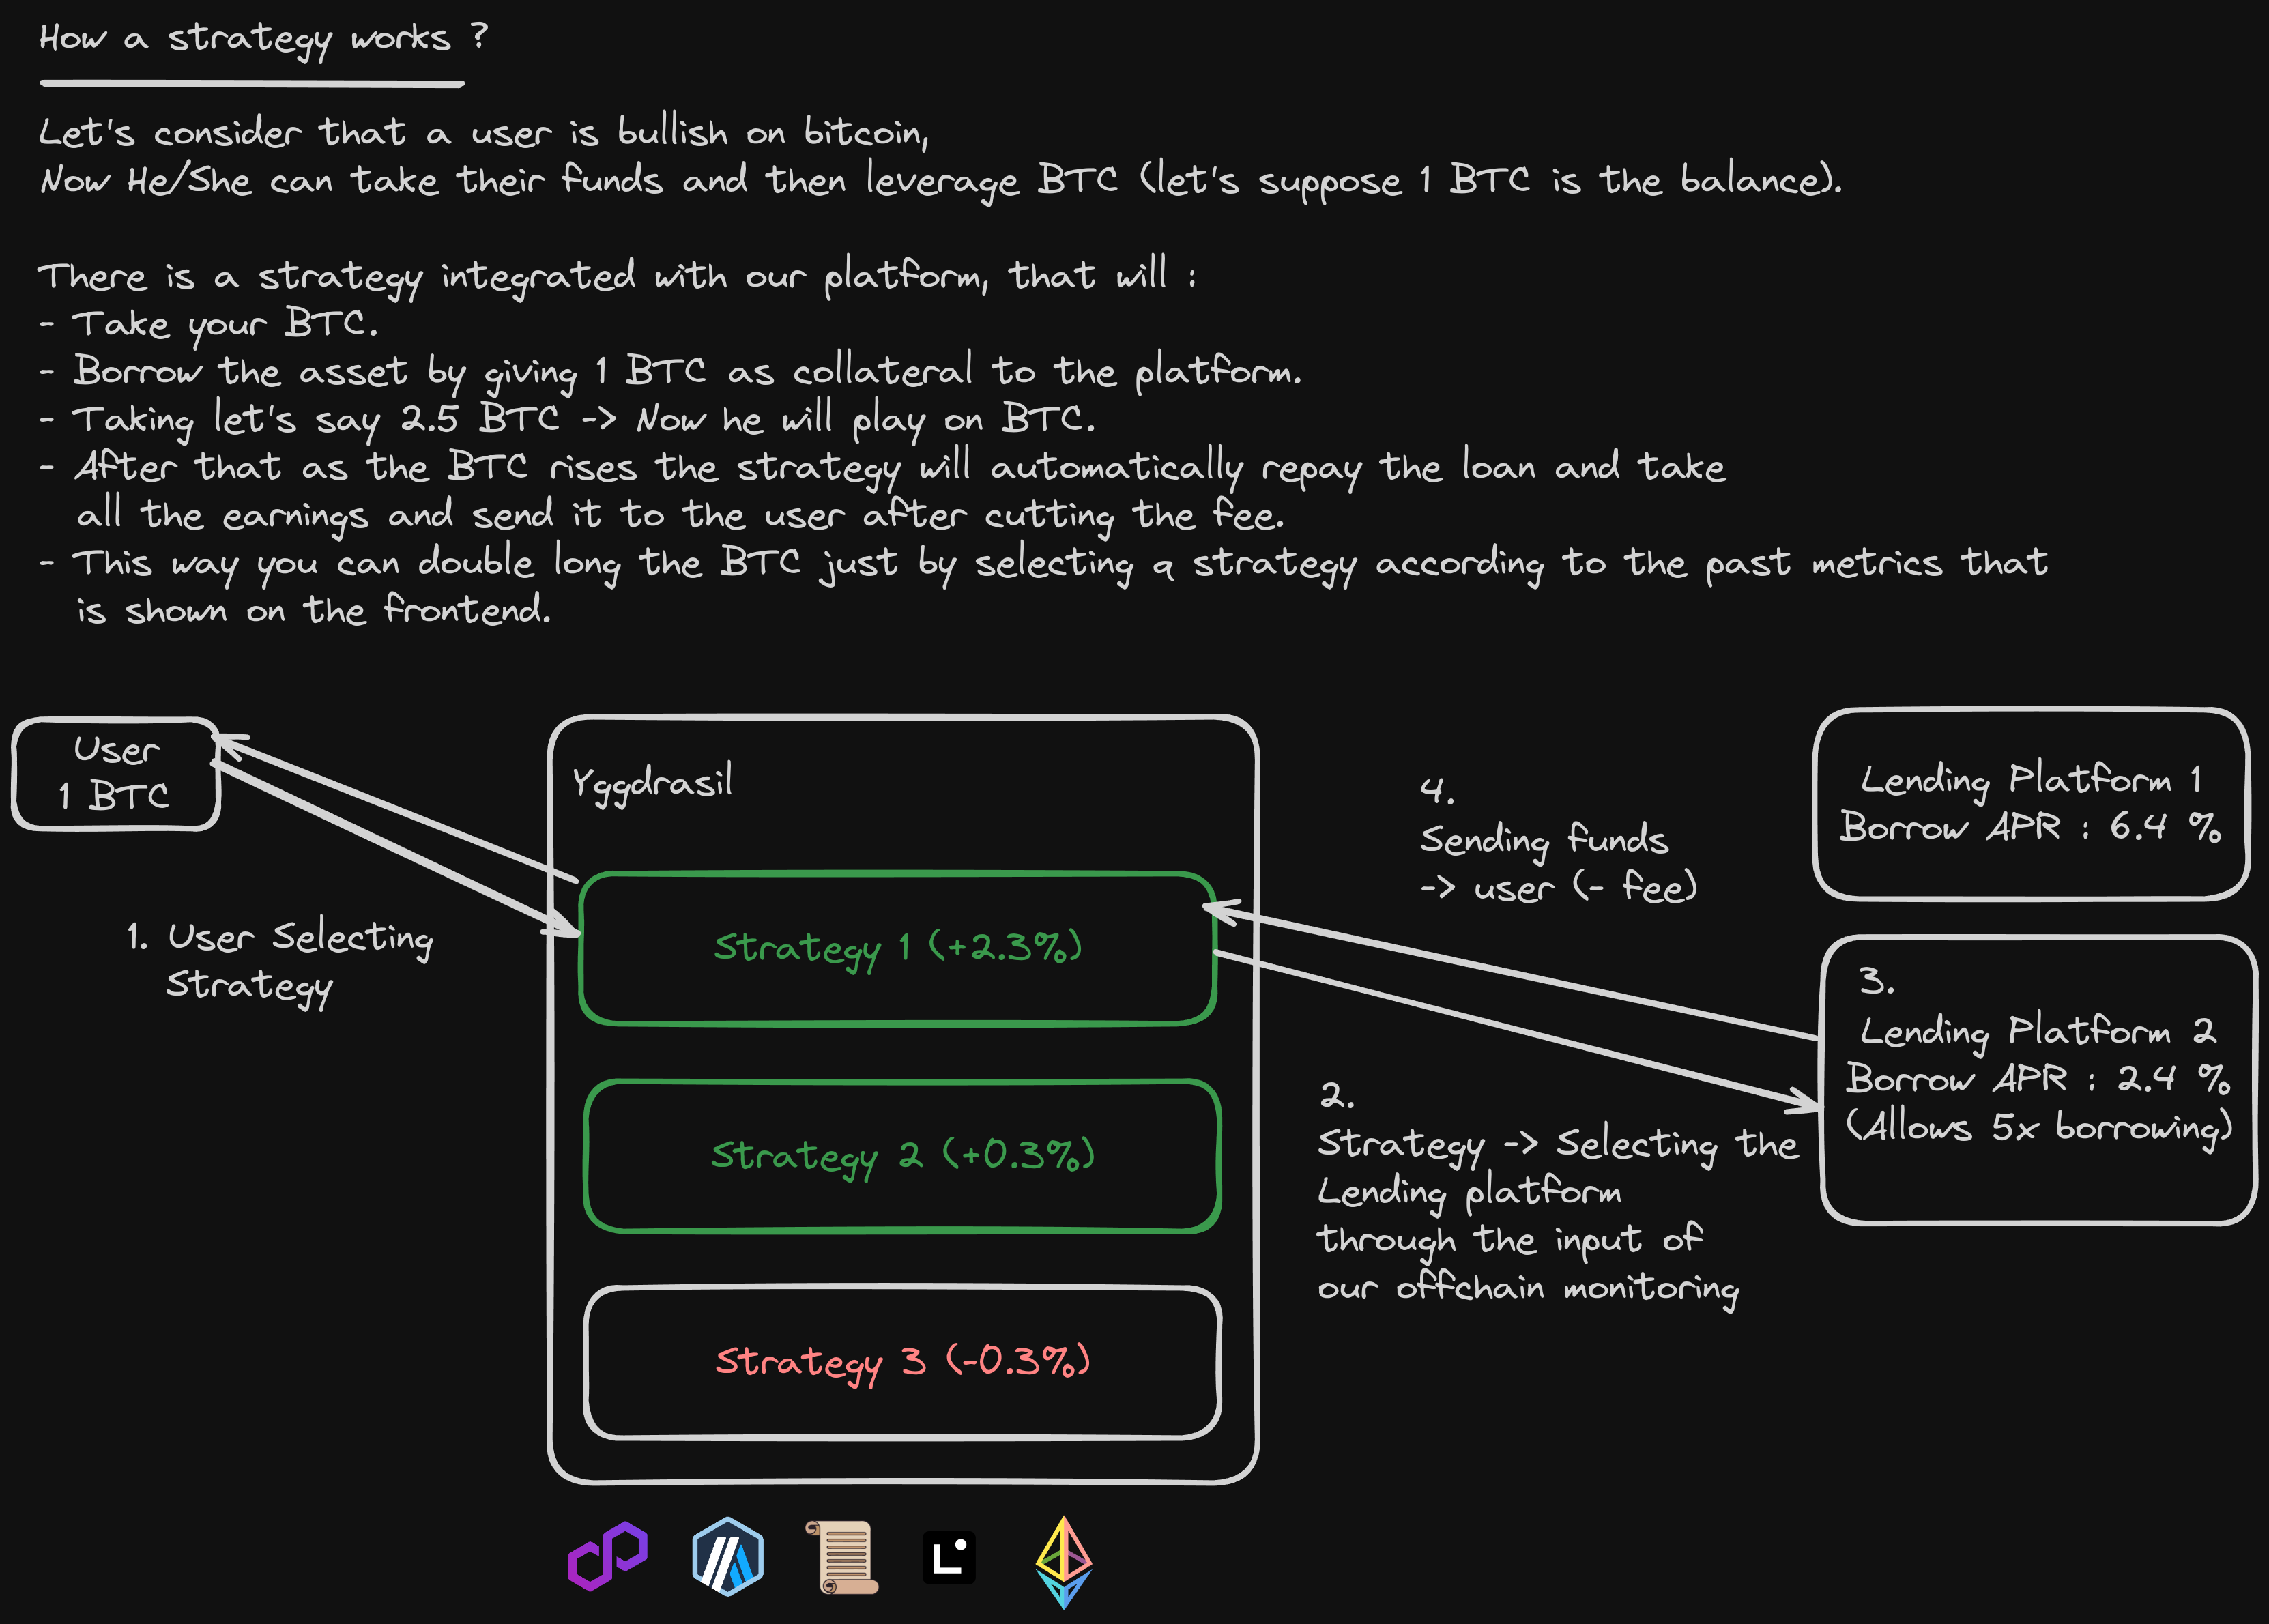 How a strategy works ?
Let's consider that a user is bullish on bitcoin,
Now He/She can take their funds and then leverage BTC (let's suppose 1 BTC is the balance).
There is a strategy integrated with our platform, that will :
- Take your BTC.
- Borrow the asset by giving 1 BTC as collateral to the platform.
- Taking let's say 2.5 BTC -> Now he will play on BTC.
- After that as the BTC rises the strategy will automatically repay the loan and take
all the earnings and send it to the user after cutting the fee.
- This way you can double long the BTC just by selecting a strategy according to the past metrics that
is shown on the frontend.
User
1 BTC
1. User Selecting
Strategy
Yggdrasil
Strategy 1 (+2.3%)
Strategy 2 (+0.3%)
Strategy 3 (-0.3%)
4.
Sending funds
-> user (- fee)
2.
Strategy -> Selecting the
Lending platform
through the input of
our offchain monitoring
Lending Platform 1
Borrow APR : 6.4 %
3.
Lending Platform 2
Borrow APR : 2.4 %
(Allows 5x borrowing)